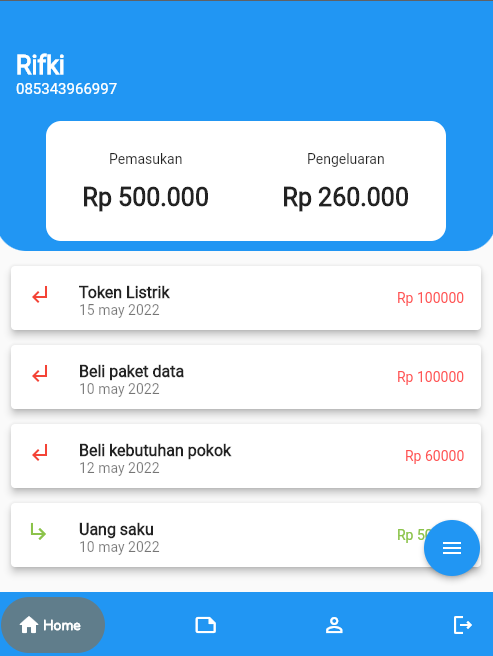 Rifki
085343966997
Pemasukan Pengeluaran
Rp 500.000 Rp 260.000
Token Listrik
15 may 2022
Rp 100000
Beli paket data
10 may 2022
Rp 100000
Beli kebutuhan pokok
12 may 2022
Rp 60000
Uang saku
10 may 2022
Rp
Home